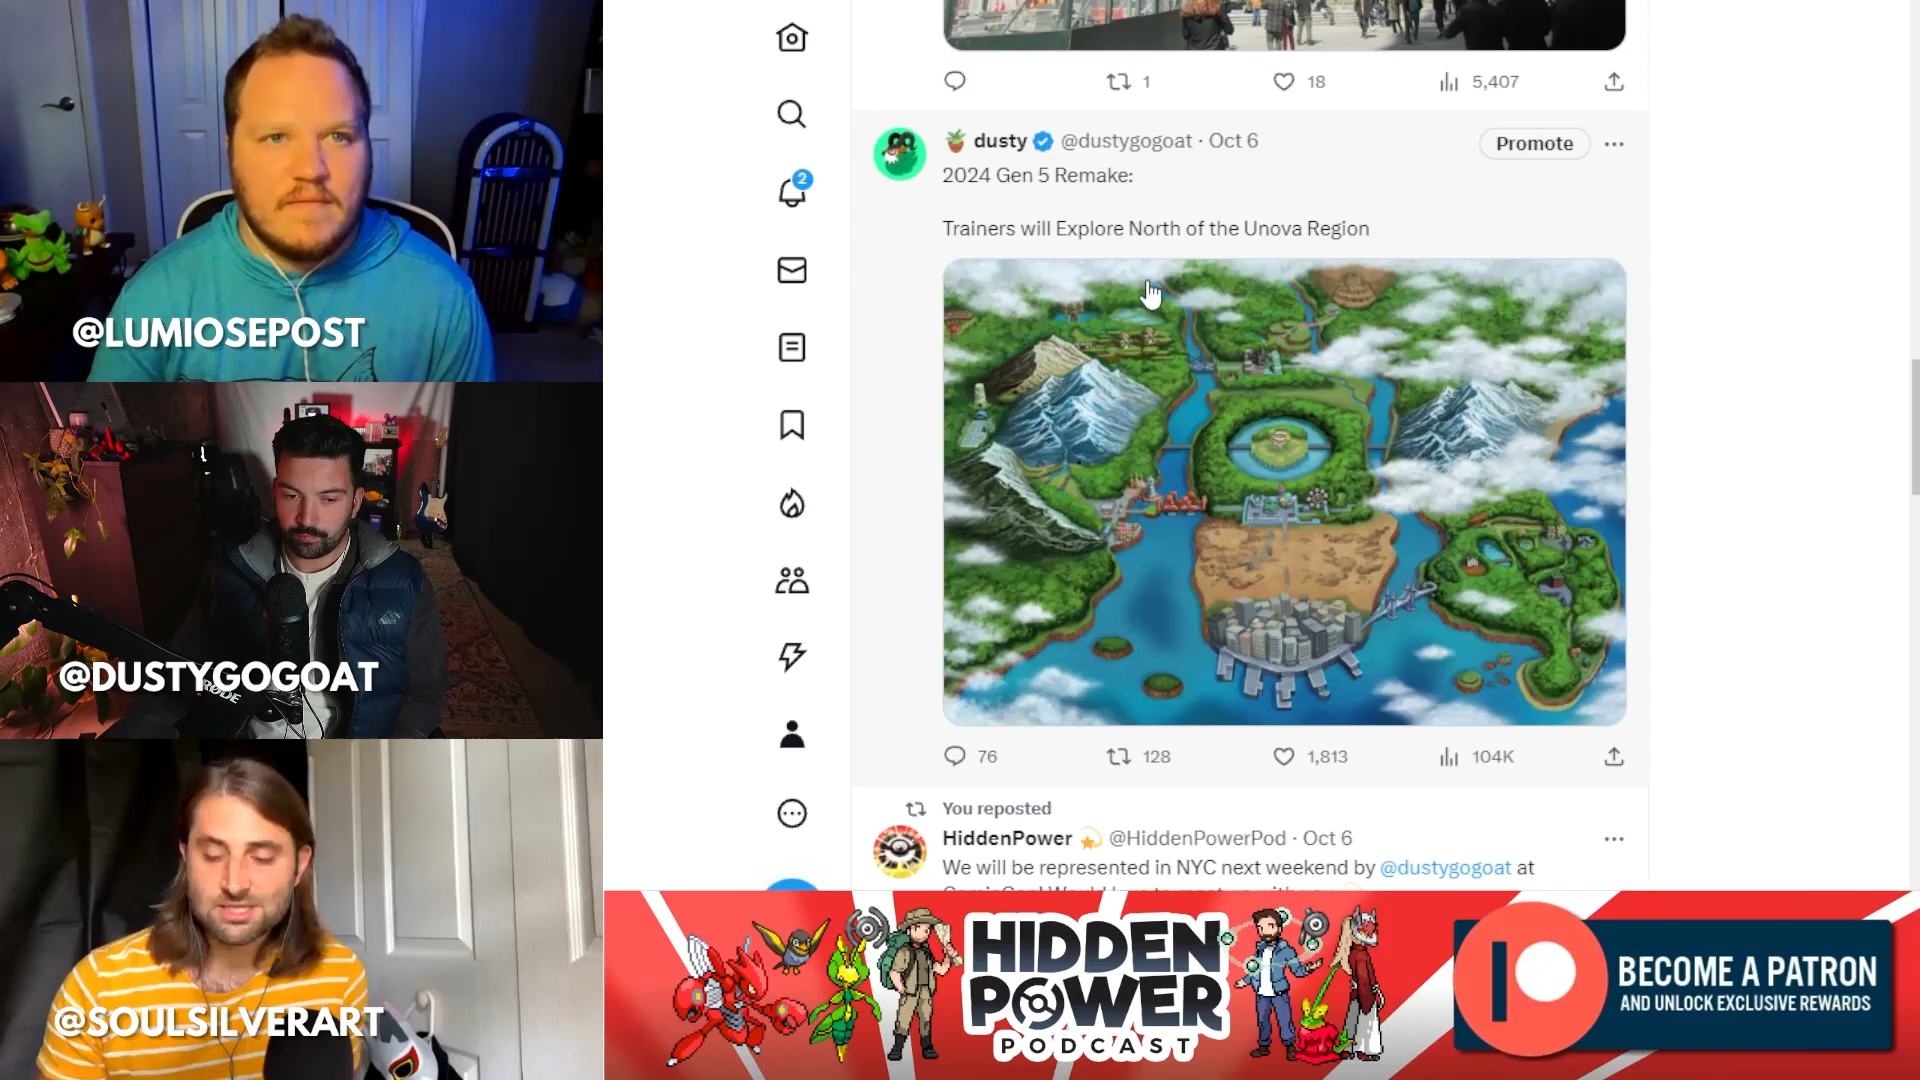 @LUMIOSEPOST
@DUSTYGOGOAT
RØDE
@SOULSILVERART
2
1
18
5,407
dusty @dustygogoat · Oct 6
Promote
2024 Gen 5 Remake:
Trainers will Explore North of the Unova Region
76
128
1,813
104K
You reposted
HiddenPower @HiddenPowerPod · Oct 6
We will be represented in NYC next weekend by @dustygogoat at
HIDDEN
POWER
PODCAST
BECOME A PATRON
AND UNLOCK EXCLUSIVE REWARDS